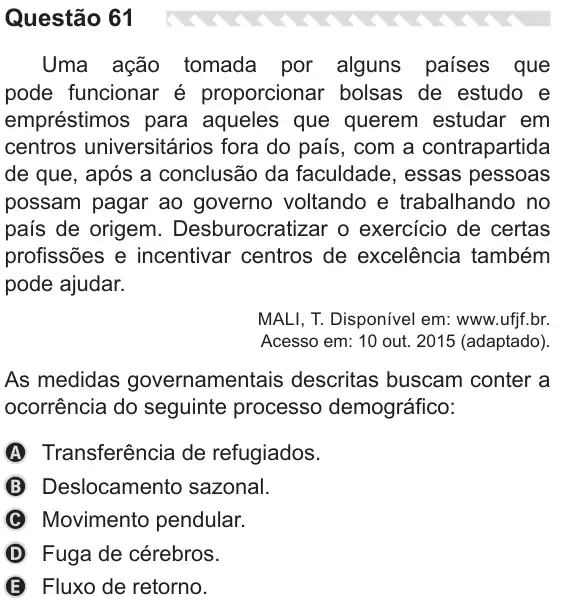 Questão 61
Uma ação tomada por alguns países que
pode funcionar é proporcionar bolsas de estudo e
empréstimos para aqueles que querem estudar em
centros universitários fora do país, com a contrapartida
de que, após a conclusão da faculdade, essas pessoas
possam pagar ao governo voltando e trabalhando no
país de origem. Desburocratizar o exercício de certas
profissões e incentivar centros de excelência também
pode ajudar.
MALI, T. Disponível em: www.ufjf.br.
Acesso em: 10 out. 2015 (adaptado).
As medidas governamentais descritas buscam conter a
ocorrência do seguinte processo demográfico:
A Transferência de refugiados.
B Deslocamento sazonal.
C Movimento pendular.
D Fuga de cérebros.
E Fluxo de retorno.